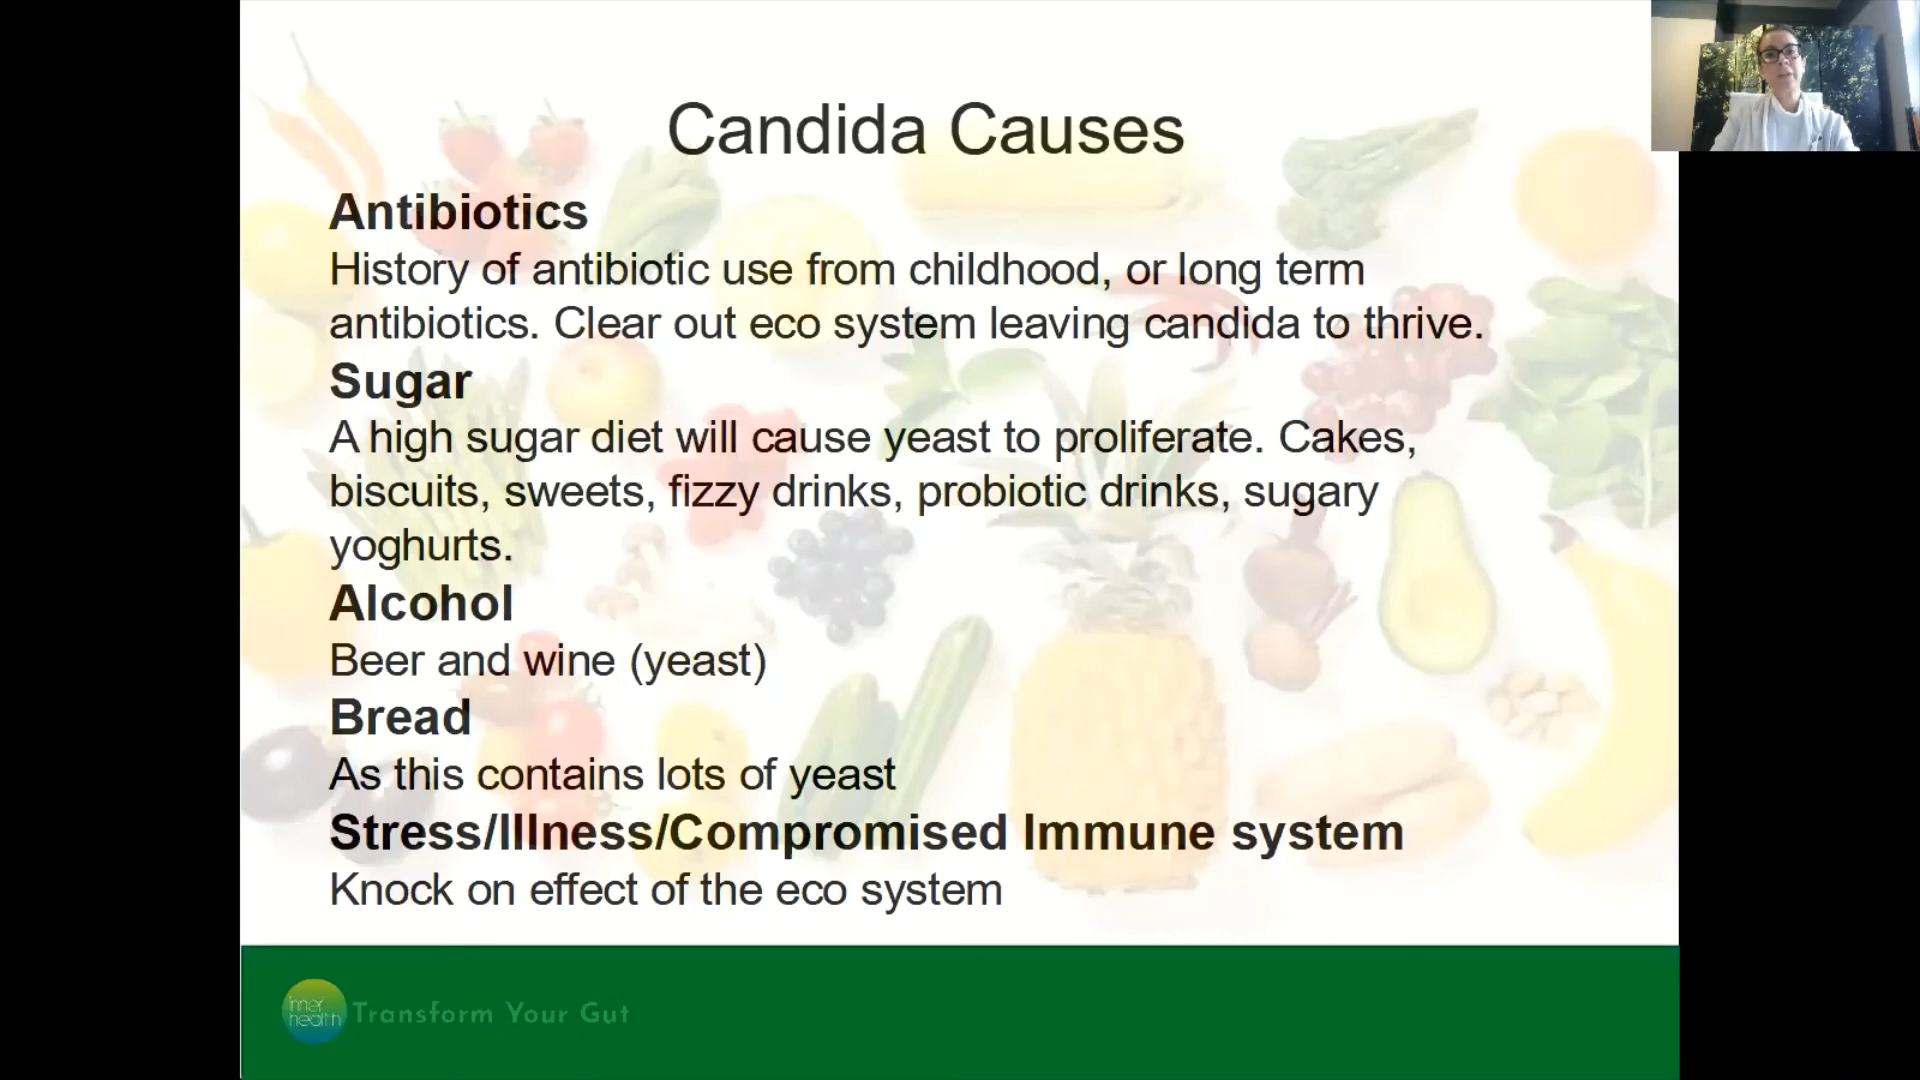 Candida Causes
Antibiotics
History of antibiotic use from childhood, or long term
antibiotics. Clear out eco system leaving candida to thrive.
Sugar
A high sugar diet will cause yeast to proliferate. Cakes,
biscuits, sweets, fizzy drinks, probiotic drinks, sugary
yoghurts.
Alcohol
Beer and wine (yeast)
Bread
As this contains lots of yeast
Stress/Illness/Compromised Immune system
Knock on effect of the eco system
inner
health
Transform Your Gut